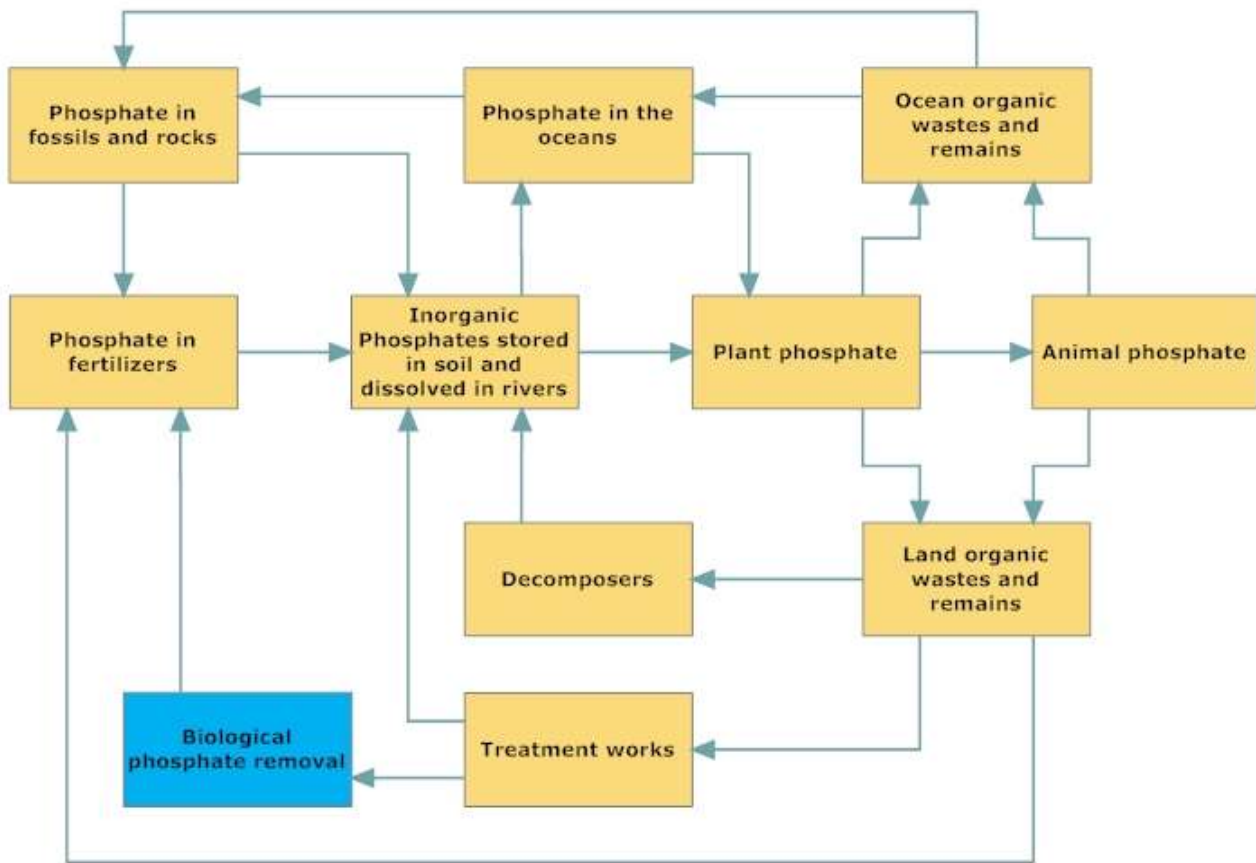 Phosphate in
fossils and rocks
Phosphate in the
oceans
Ocean organic
wastes and
remains
Phosphate in
fertilizers
Inorganic
Phosphates stored
in soil and
dissolved in rivers
Plant phosphate
Animal phosphate
Decomposers
Land organic
wastes and
remains
Biological
phosphate removal
Treatment works